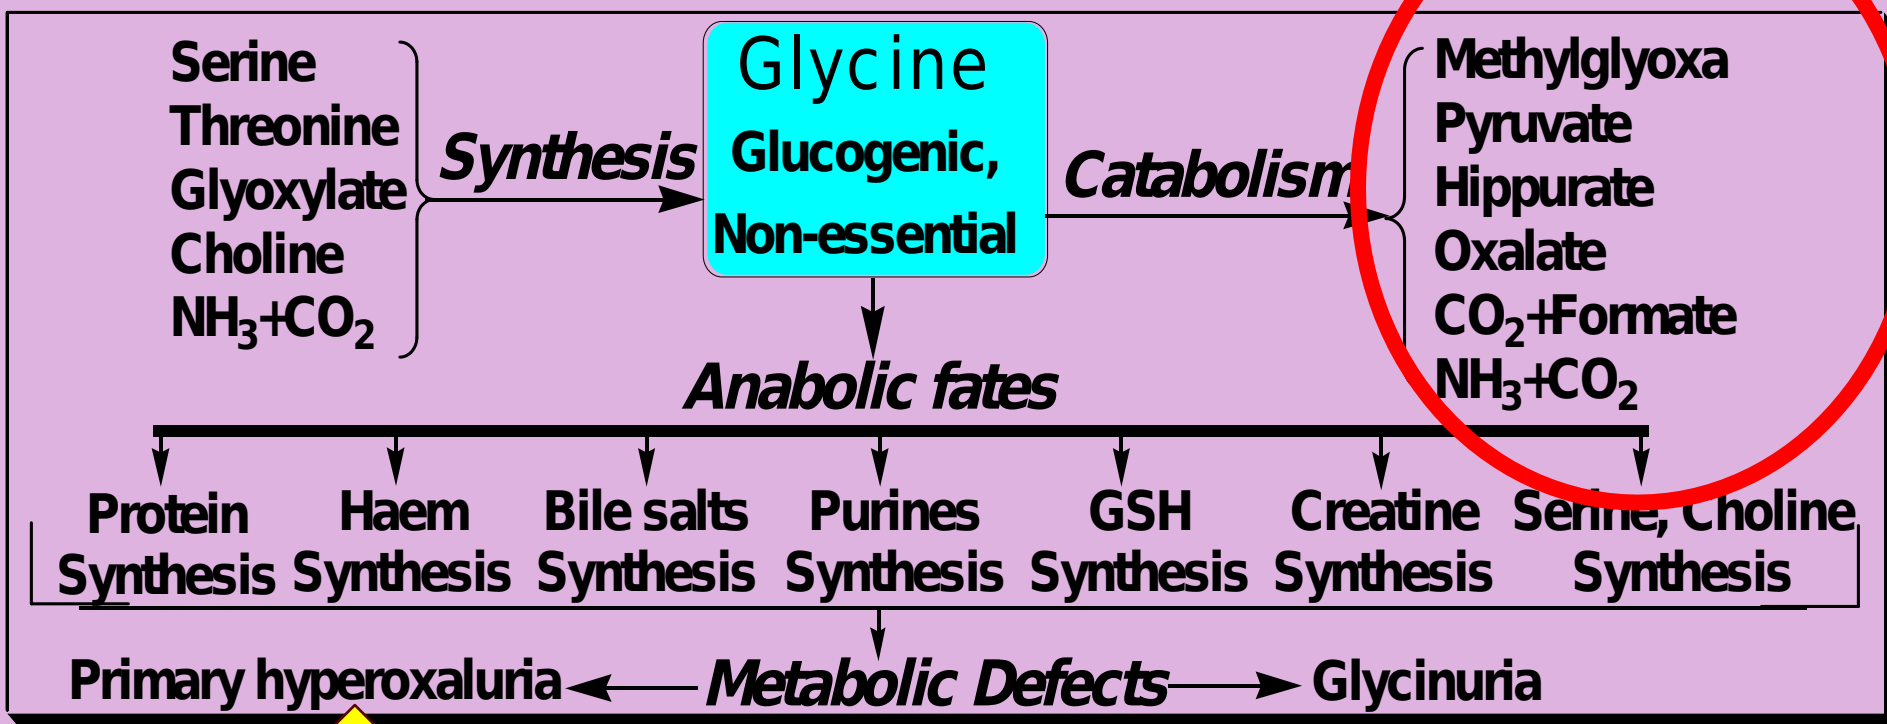 Serine
Threonine
Glyoxylate
Choline
NH₃+CO₂
Synthesis
Glycine
Glucogenic,
Non-essential
Catabolism
Methylglyoxa
Pyruvate
Hippurate
Oxalate
CO₂+Formate
NH₃+CO₂
Anabolic fates
Protein
Synthesis
Haem
Synthesis
Bile salts
Synthesis
Purines
Synthesis
GSH
Synthesis
Creatine
Synthesis
Serine, Choline
Synthesis
Primary hyperoxaluria
Metabolic Defects
Glycinuria